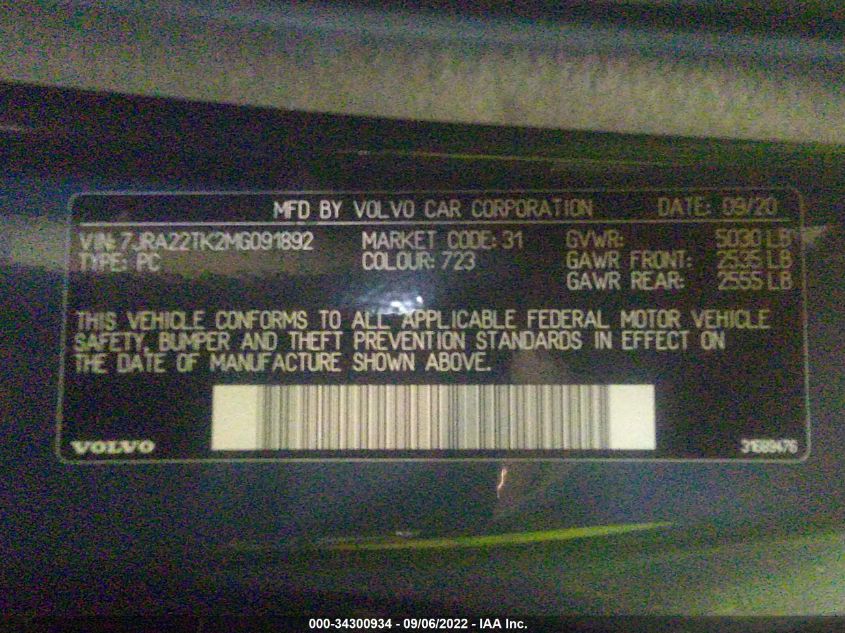 MFD BY VOLVO CAR CORPORATION DATE: 09/20
VIN: 7JRA22TK2MG091892 MARKET CODE: 31 GVWR: 5030 LB
TYPE: PC COLOUR: 723 GAWR FRONT: 2535 LB
GAWR REAR: 2555 LB
THIS VEHICLE CONFORMS TO ALL APPLICABLE FEDERAL MOTOR VEHICLE
SAFETY, BUMPER AND THEFT PREVENTION STANDARDS IN EFFECT ON
THE DATE OF MANUFACTURE SHOWN ABOVE.
VOLVO 31689476
000-34300934 - 09/06/2022 - IAA Inc.